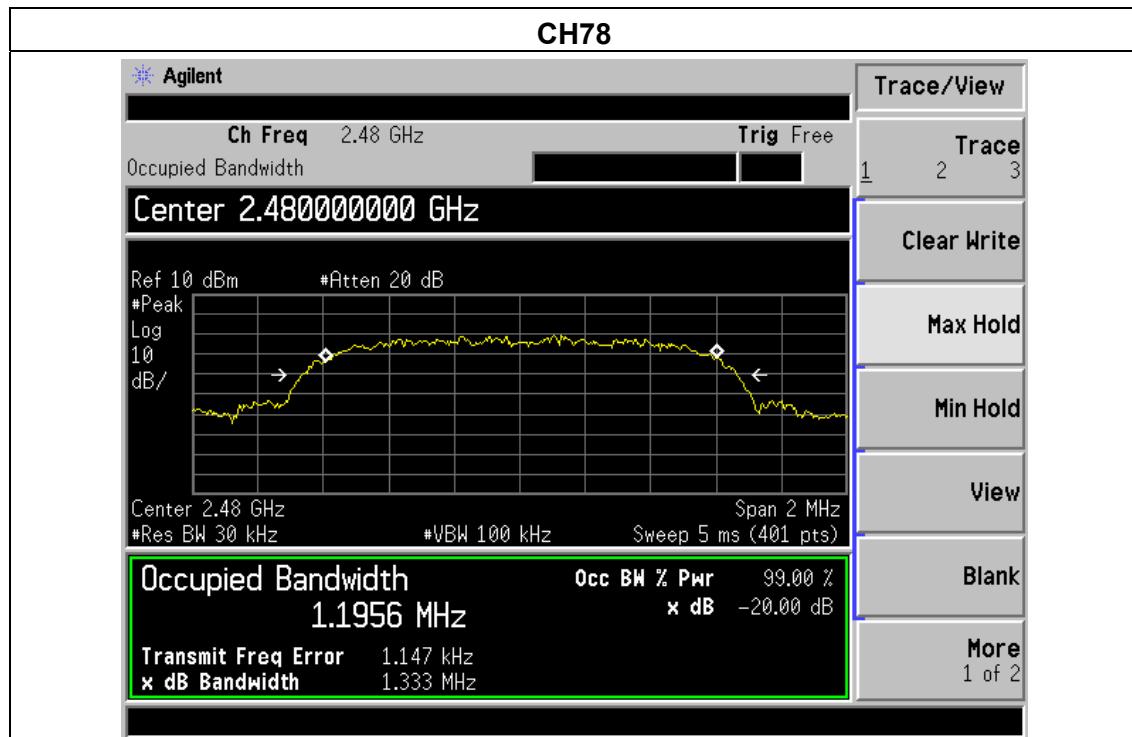 CH78
Agilent
Trace/View
Ch Freq 2.48 GHz Trig Free
Occupied Bandwidth
Trace
1 2 3
Center 2.480000000 GHz
Clear Write
Ref 10 dBm #Atten 20 dB
#Peak
Log
10
dB/
Max Hold
Min Hold
View
Center 2.48 GHz Span 2 MHz
#Res BW 30 kHz #VBW 100 kHz Sweep 5 ms (401 pts)
Occupied Bandwidth Occ BW % Pwr 99.00 %
1.1956 MHz x dB -20.00 dB
Blank
Transmit Freq Error 1.147 kHz
x dB Bandwidth 1.333 MHz
More
1 of 2